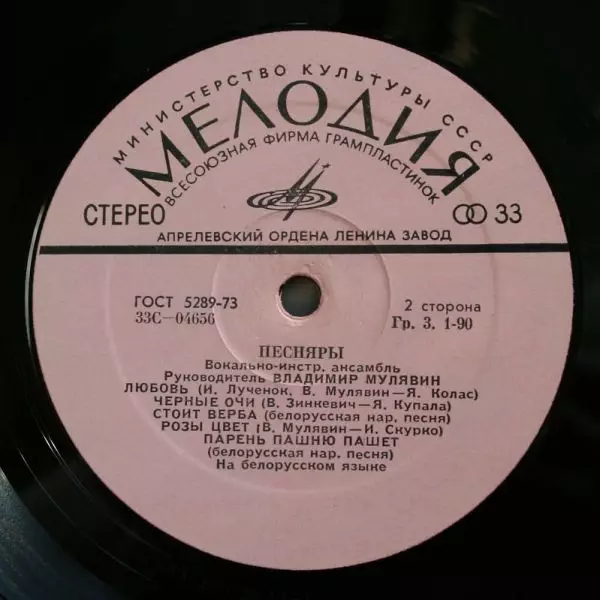 МИНИСТЕРСТВО КУЛЬТУРЫ СССР
МЕЛОДИЯ
ВСЕСОЮЗНАЯ ФИРМА ГРАМПЛАСТИНОК
СТЕРЕО 33
АПРЕЛЕВСКИЙ ОРДЕНА ЛЕНИНА ЗАВОД
ГОСТ 5289-73 2 сторона
33С—04656 Гр. 3. 1-90
ПЕСНЯРЫ
Вокально-инстр. ансамбль
Руководитель ВЛАДИМИР МУЛЯВИН
ЛЮБОВЬ (И. Лученок, В. Мулявин—Я. Колас)
ЧЕРНЫЕ ОЧИ (В. Зинкевич—Я. Купала)
СТОИТ ВЕРБА (белорусская нар. песня)
РОЗЫ ЦВЕТ (В. Мулявин—И. Скурко)
ПАРЕНЬ ПАШНЮ ПАШЕТ
(белорусская нар. песня)
На белорусском языке